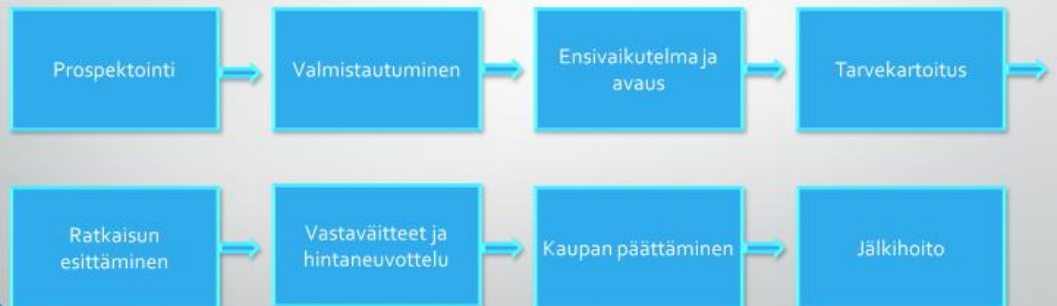 Prospektointi
Valmistautuminen
Ensivaikutelma ja
avaus
Tarvekartoitus
Ratkaisun
esittäminen
Vastaväitteet ja
hintaneuvottelu
Kaupan päättäminen
Jälkihoito